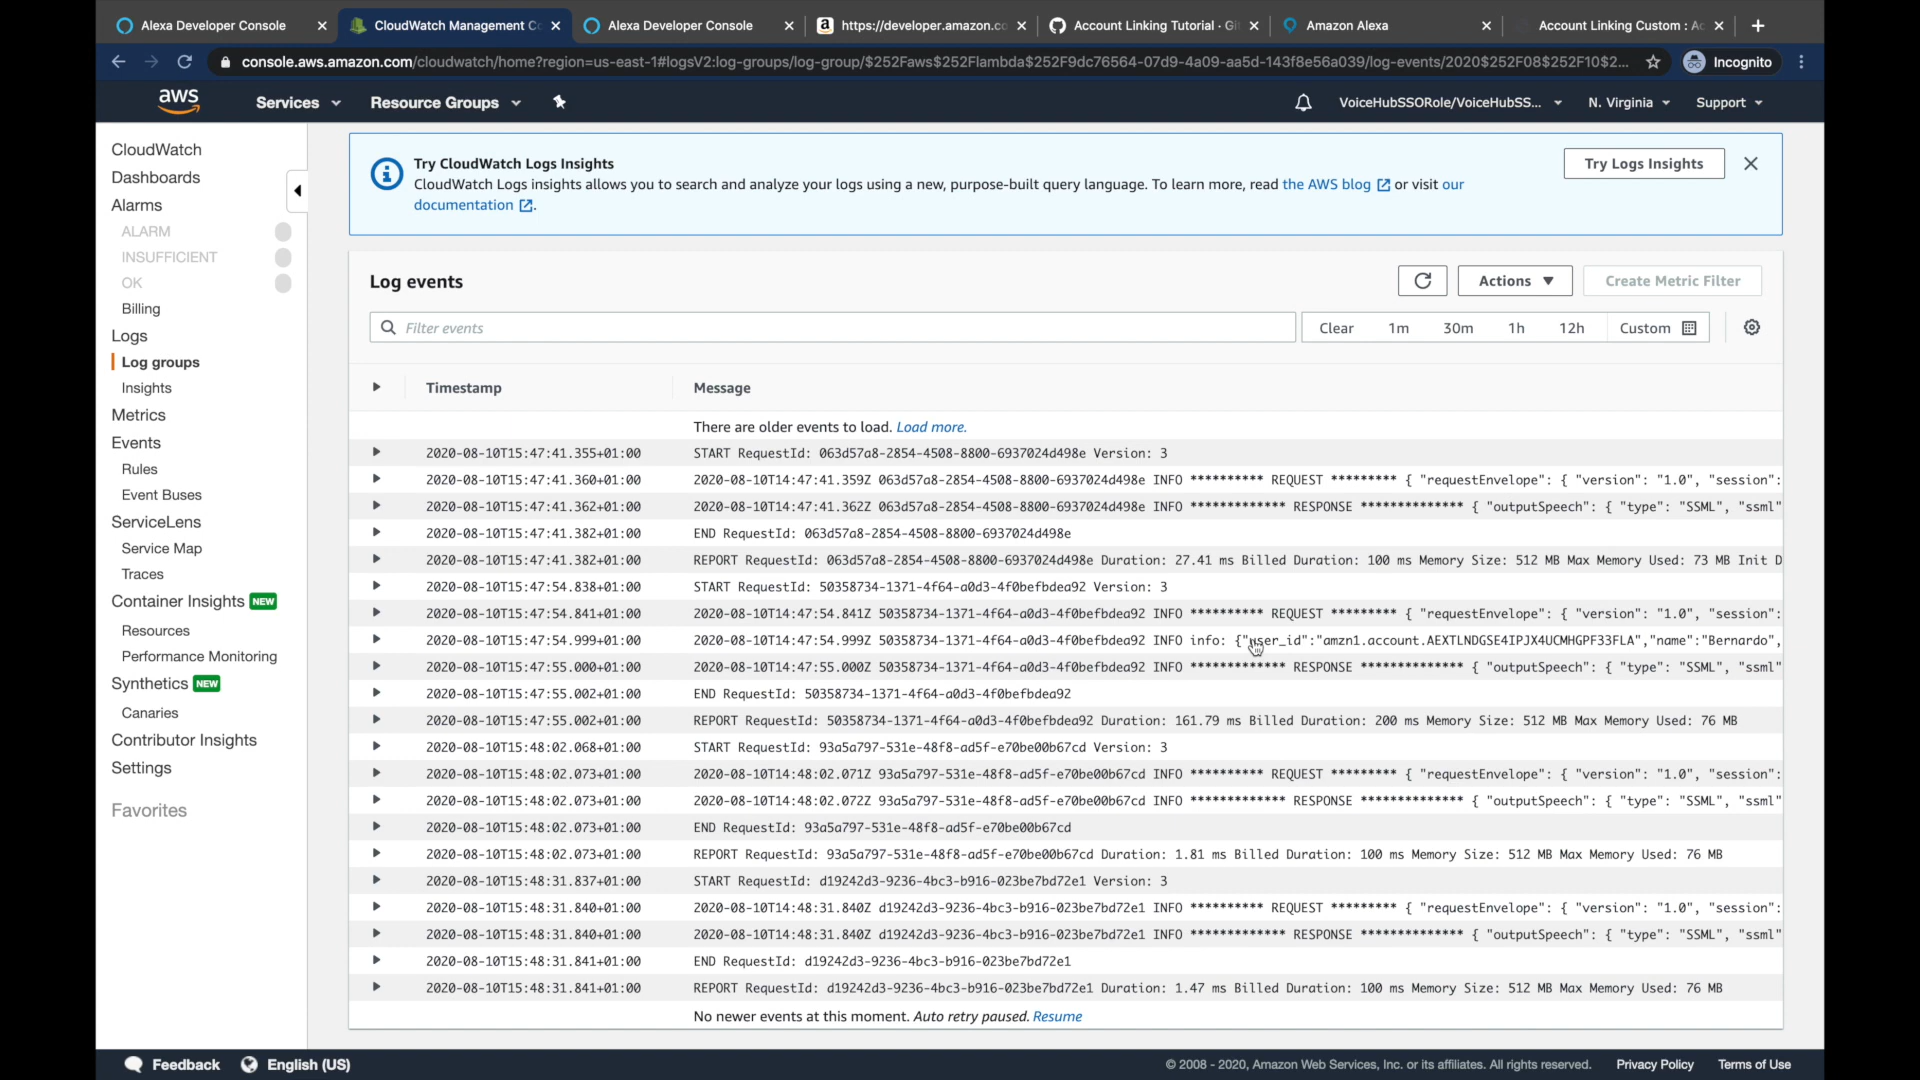 Alexa Developer Console
CloudWatch Management Co
Alexa Developer Console
https://developer.amazon.co
Account Linking Tutorial · Gi
Amazon Alexa
Account Linking Custom : Ac
console.aws.amazon.com/cloudwatch/home?region=us-east-1#logsV2:log-groups/log-group/$252Faws$252Flambda$252F9dc76564-07d9-4a09-aa5d-143f8e56a039/log-events/2020$252F08$252F10$2...
Incognito
aws
Services
Resource Groups
VoiceHubSSORole/VoiceHubSS...
N. Virginia
Support
CloudWatch
Dashboards
Alarms
ALARM
INSUFFICIENT
OK
Billing
Logs
Log groups
Insights
Metrics
Events
Rules
Event Buses
ServiceLens
Service Map
Traces
Container Insights NEW
Resources
Performance Monitoring
Synthetics NEW
Canaries
Contributor Insights
Settings
Favorites
Try CloudWatch Logs Insights
CloudWatch Logs insights allows you to search and analyze your logs using a new, purpose-built query language. To learn more, read the AWS blog or visit our
documentation .
Try Logs Insights
Log events
Actions
Create Metric Filter
Filter events
Clear 1m 30m 1h 12h Custom
Timestamp Message
There are older events to load. Load more.
2020-08-10T15:47:41.355+01:00 START RequestId: 063d57a8-2854-4508-8800-6937024d498e Version: 3
2020-08-10T15:47:41.360+01:00 2020-08-10T14:47:41.359Z 063d57a8-2854-4508-8800-6937024d498e INFO ********** REQUEST ********* { "requestEnvelope": { "version": "1.0", "session":
2020-08-10T15:47:41.362+01:00 2020-08-10T14:47:41.362Z 063d57a8-2854-4508-8800-6937024d498e INFO ************* RESPONSE ************** { "outputSpeech": { "type": "SSML", "ssml"
2020-08-10T15:47:41.382+01:00 END RequestId: 063d57a8-2854-4508-8800-6937024d498e
2020-08-10T15:47:41.382+01:00 REPORT RequestId: 063d57a8-2854-4508-8800-6937024d498e Duration: 27.41 ms Billed Duration: 100 ms Memory Size: 512 MB Max Memory Used: 73 MB Init D
2020-08-10T15:47:54.838+01:00 START RequestId: 50358734-1371-4f64-a0d3-4f0befbdea92 Version: 3
2020-08-10T15:47:54.841+01:00 2020-08-10T14:47:54.841Z 50358734-1371-4f64-a0d3-4f0befbdea92 INFO ********** REQUEST ********* { "requestEnvelope": { "version": "1.0", "session":
2020-08-10T15:47:54.999+01:00 2020-08-10T14:47:54.999Z 50358734-1371-4f64-a0d3-4f0befbdea92 INFO info: {"user_id":"amzn1.account.AEXTLNDGSE4IPJX4UCMHGPF33FLA","name":"Bernardo",
2020-08-10T15:47:55.000+01:00 2020-08-10T14:47:55.000Z 50358734-1371-4f64-a0d3-4f0befbdea92 INFO ************* RESPONSE ************** { "outputSpeech": { "type": "SSML", "ssml"
2020-08-10T15:47:55.002+01:00 END RequestId: 50358734-1371-4f64-a0d3-4f0befbdea92
2020-08-10T15:47:55.002+01:00 REPORT RequestId: 50358734-1371-4f64-a0d3-4f0befbdea92 Duration: 161.79 ms Billed Duration: 200 ms Memory Size: 512 MB Max Memory Used: 76 MB
2020-08-10T15:48:02.068+01:00 START RequestId: 93a5a797-531e-48f8-ad5f-e70be00b67cd Version: 3
2020-08-10T15:48:02.073+01:00 2020-08-10T14:48:02.071Z 93a5a797-531e-48f8-ad5f-e70be00b67cd INFO ********** REQUEST ********* { "requestEnvelope": { "version": "1.0", "session":
2020-08-10T15:48:02.073+01:00 2020-08-10T14:48:02.072Z 93a5a797-531e-48f8-ad5f-e70be00b67cd INFO ************* RESPONSE ************** { "outputSpeech": { "type": "SSML", "ssml"
2020-08-10T15:48:02.073+01:00 END RequestId: 93a5a797-531e-48f8-ad5f-e70be00b67cd
2020-08-10T15:48:02.073+01:00 REPORT RequestId: 93a5a797-531e-48f8-ad5f-e70be00b67cd Duration: 1.81 ms Billed Duration: 100 ms Memory Size: 512 MB Max Memory Used: 76 MB
2020-08-10T15:48:31.837+01:00 START RequestId: d19242d3-9236-4bc3-b916-023be7bd72e1 Version: 3
2020-08-10T15:48:31.840+01:00 2020-08-10T14:48:31.840Z d19242d3-9236-4bc3-b916-023be7bd72e1 INFO ********** REQUEST ********* { "requestEnvelope": { "version": "1.0", "session":
2020-08-10T15:48:31.840+01:00 2020-08-10T14:48:31.840Z d19242d3-9236-4bc3-b916-023be7bd72e1 INFO ************* RESPONSE ************** { "outputSpeech": { "type": "SSML", "ssml"
2020-08-10T15:48:31.841+01:00 END RequestId: d19242d3-9236-4bc3-b916-023be7bd72e1
2020-08-10T15:48:31.841+01:00 REPORT RequestId: d19242d3-9236-4bc3-b916-023be7bd72e1 Duration: 1.47 ms Billed Duration: 100 ms Memory Size: 512 MB Max Memory Used: 76 MB
No newer events at this moment. Auto retry paused. Resume
Feedback
English (US)
© 2008 - 2020, Amazon Web Services, Inc. or its affiliates. All rights reserved.
Privacy Policy
Terms of Use